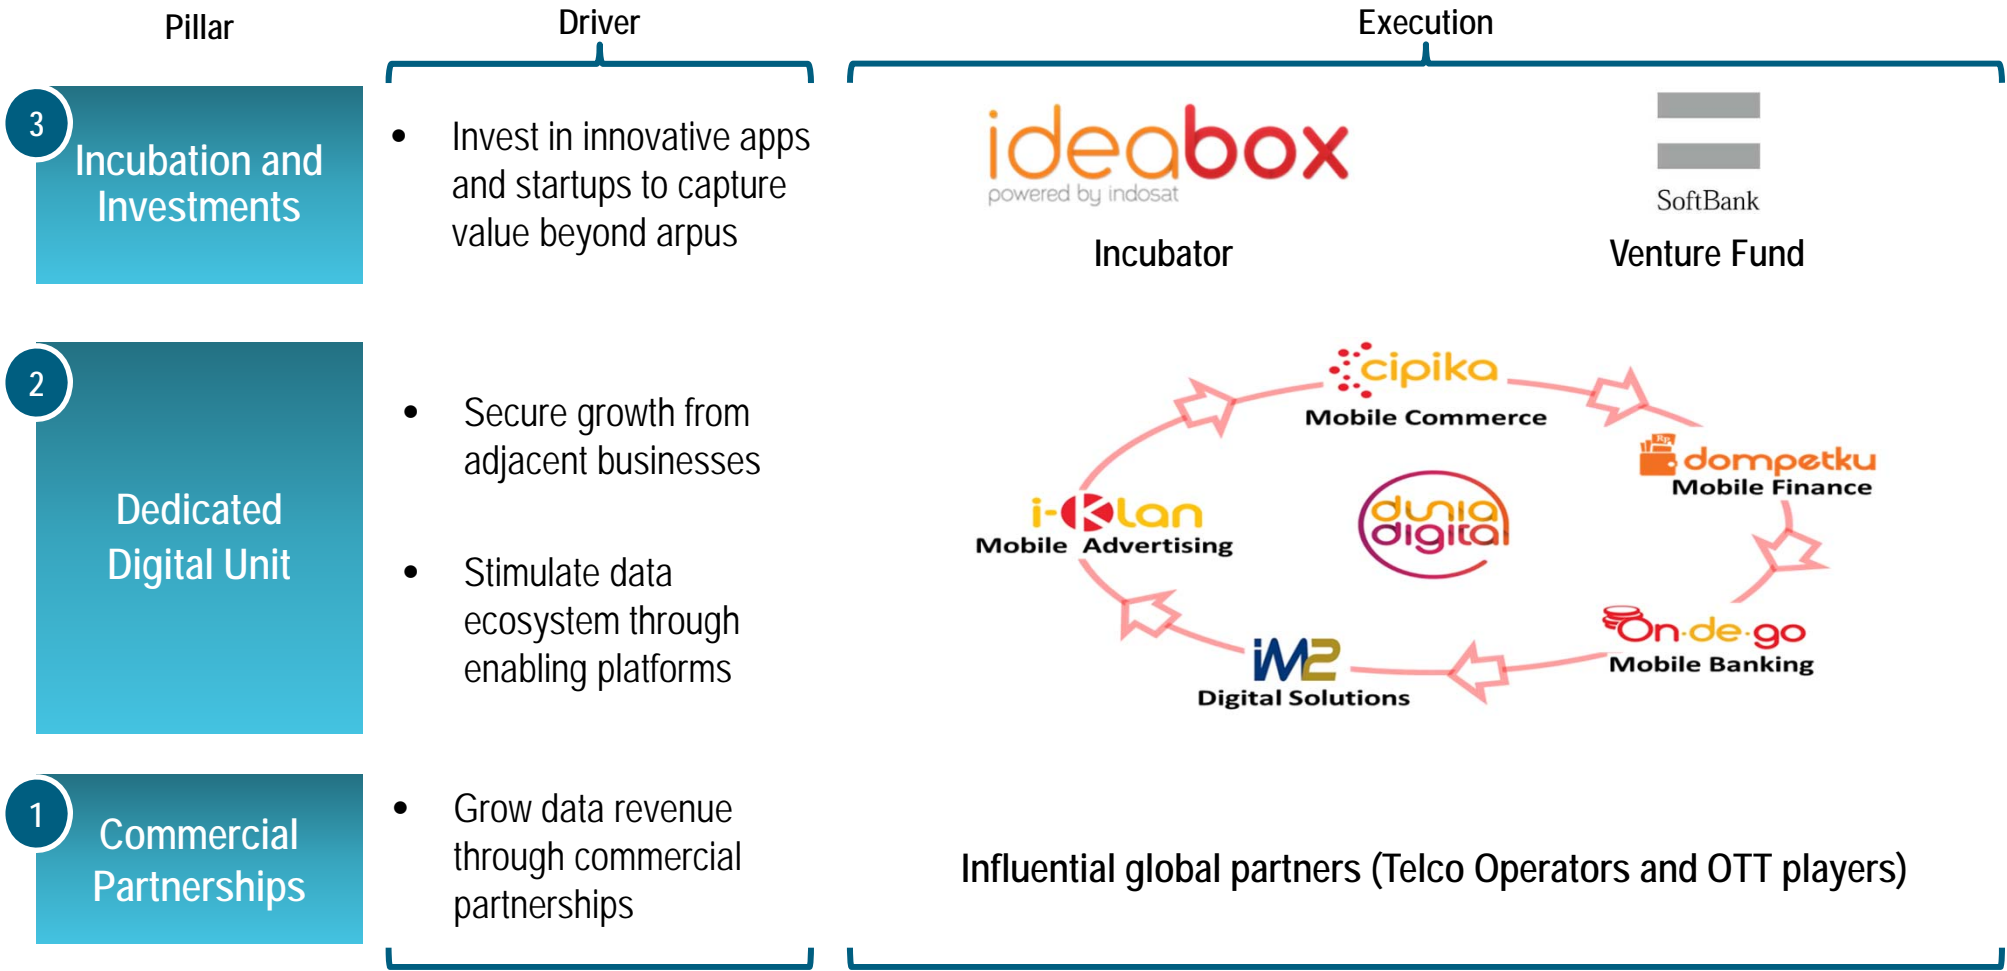 Pillar
Driver
Execution
3
Incubation and
Investments
• Invest in innovative apps
and startups to capture
value beyond arpus
ideabox
powered by indosat
Incubator
SoftBank
Venture Fund
2
Dedicated
Digital Unit
• Secure growth from
adjacent businesses
• Stimulate data
ecosystem through
enabling platforms
cipika
Mobile Commerce
Rp
dompetku
Mobile Finance
i-Klan
Mobile Advertising
dunia
digital
On·de·go
Mobile Banking
iM2
Digital Solutions
1
Commercial
Partnerships
• Grow data revenue
through commercial
partnerships
Influential global partners (Telco Operators and OTT players)